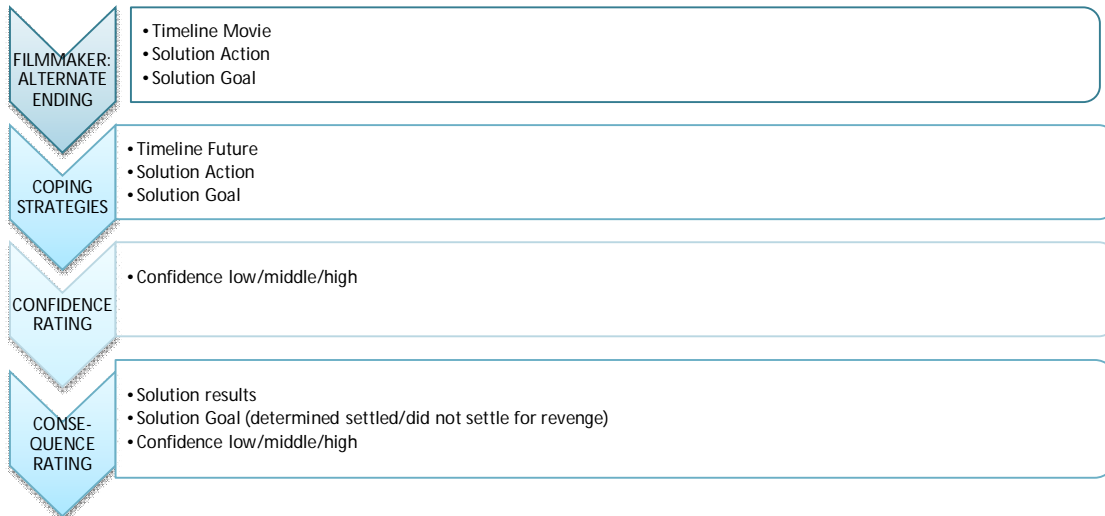 FILMMAKER:
ALTERNATE
ENDING
• Timeline Movie
• Solution Action
• Solution Goal
COPING
STRATEGIES
• Timeline Future
• Solution Action
• Solution Goal
CONFIDENCE
RATING
• Confidence low/middle/high
CONSE-
QUENCE
RATING
• Solution results
• Solution Goal (determined settled/did not settle for revenge)
• Confidence low/middle/high